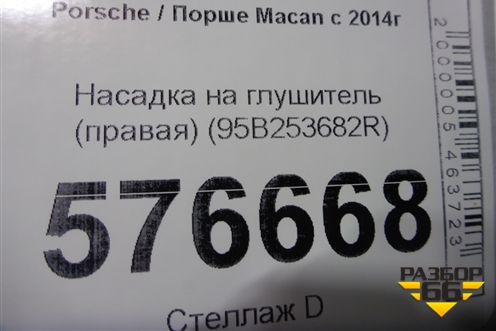 Porsche / Порше Macan с 2014г
Насадка на глушитель
(правая) (95B253682R)
576668
Стеллаж D
2000005463723
РАЗБОР
66